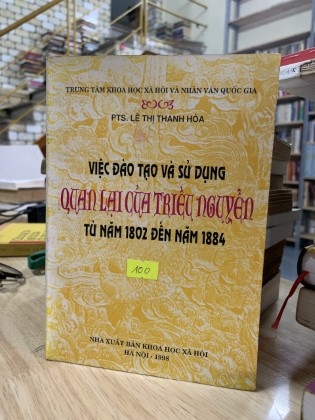 TRUNG TÂM KHOA HỌC XÃ HỘI VÀ NHÂN VĂN QUỐC GIA
PTS. LÊ THỊ THANH HÒA
VIỆC ĐÀO TẠO VÀ SỬ DỤNG
QUAN LẠI CỦA TRIỀU NGUYỄN
TỪ NĂM 1802 ĐẾN NĂM 1884
100
NHÀ XUẤT BẢN KHOA HỌC XÃ HỘI
HÀ NỘI - 1998